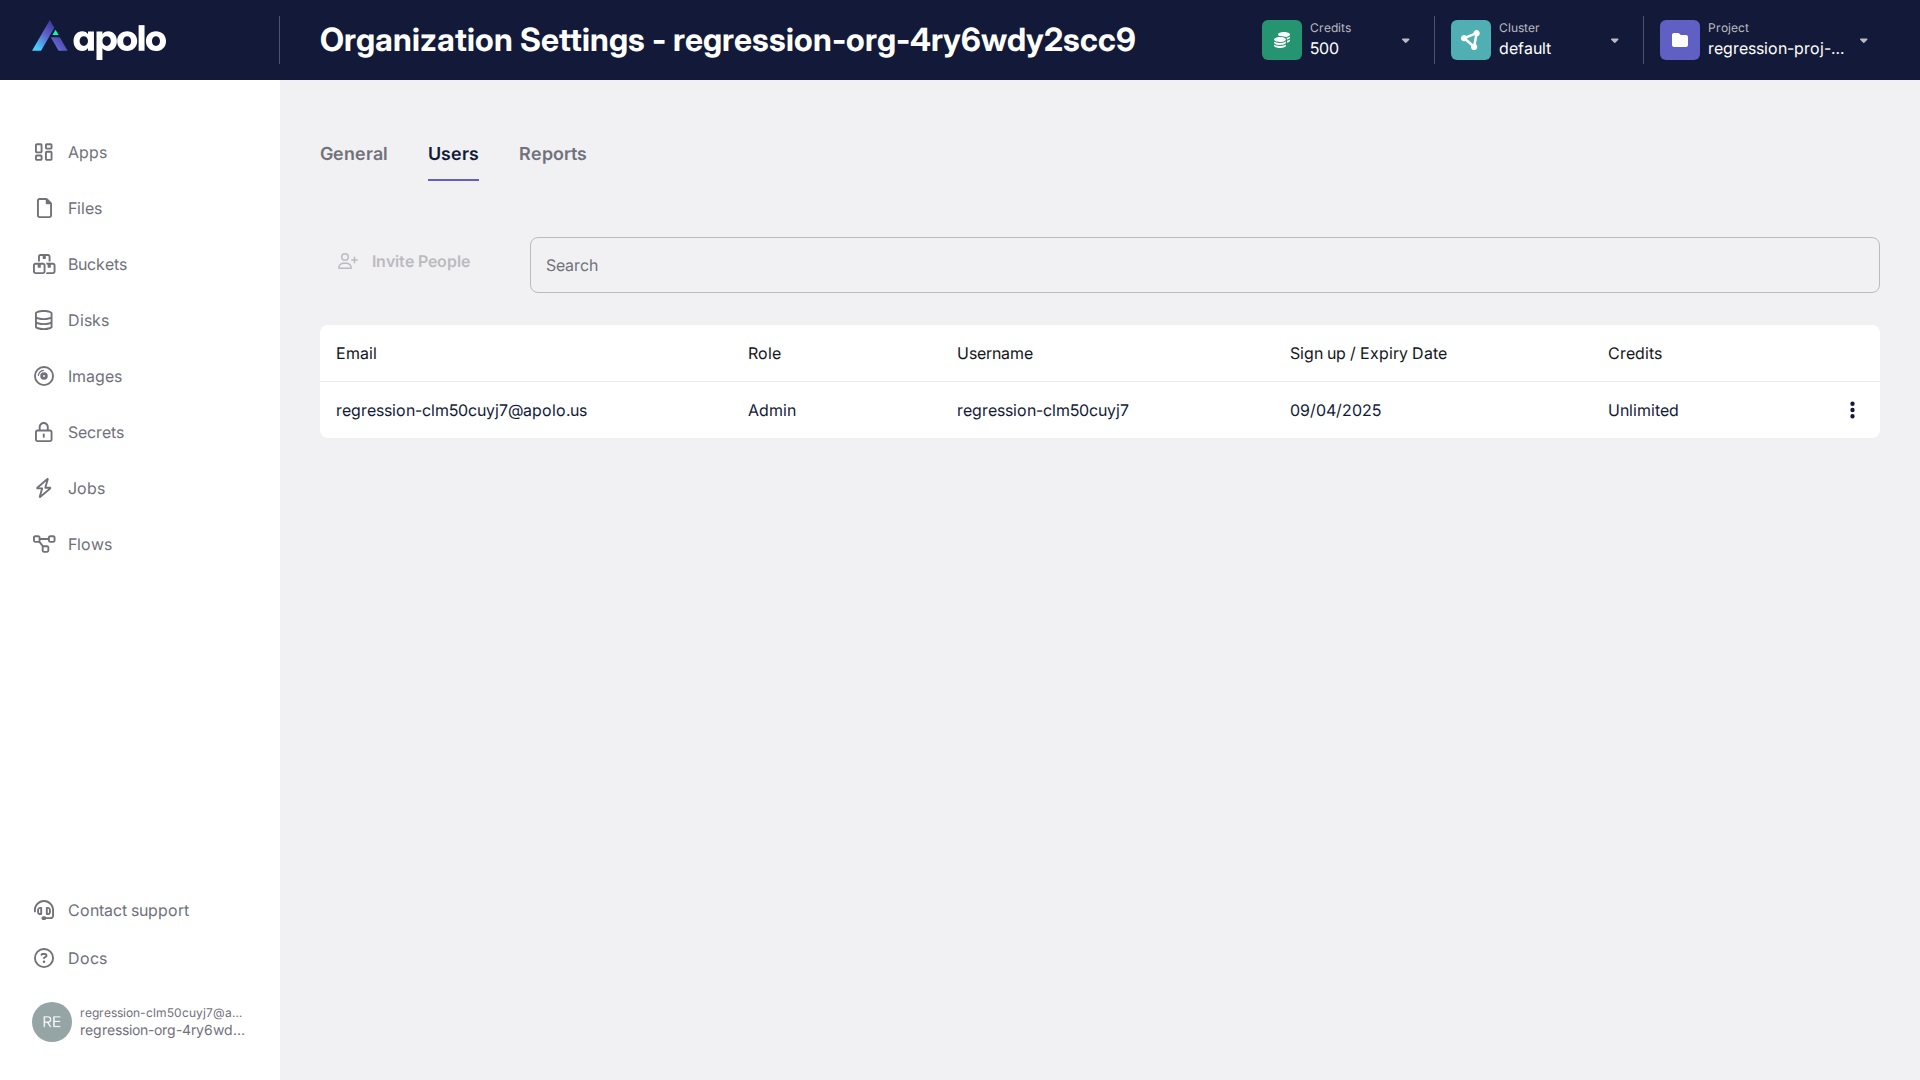 apolo
Organization Settings - regression-org-4ry6wdy2scc9
Credits
500
Cluster
default
Project
regression-proj-...
Apps
Files
Buckets
Disks
Images
Secrets
Jobs
Flows
General
Users
Reports
Invite People
Search
Email
Role
Username
Sign up / Expiry Date
Credits
regression-clm50cuyj7@apolo.us
Admin
regression-clm50cuyj7
09/04/2025
Unlimited
Contact support
Docs
RE
regression-clm50cuyj7@a...
regression-org-4ry6wd...